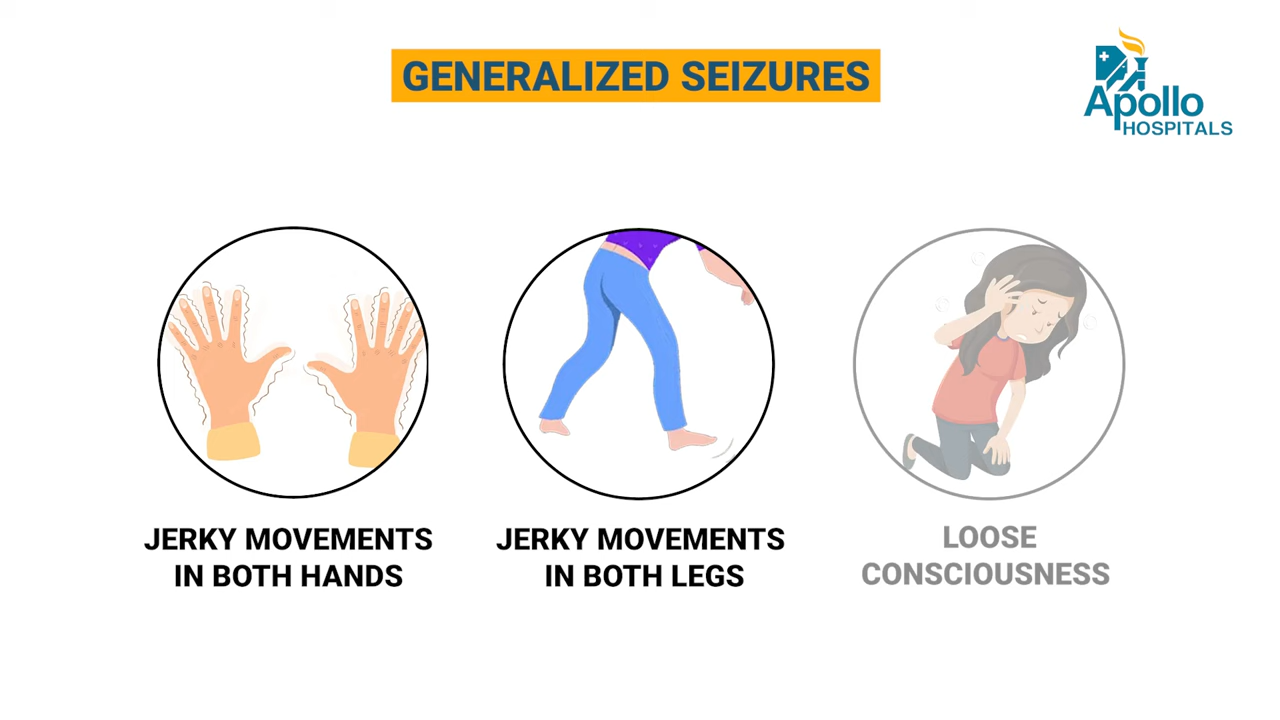 GENERALIZED SEIZURES
Apollo
HOSPITALS
JERKY MOVEMENTS
IN BOTH HANDS
JERKY MOVEMENTS
IN BOTH LEGS
LOOSE
CONSCIOUSNESS